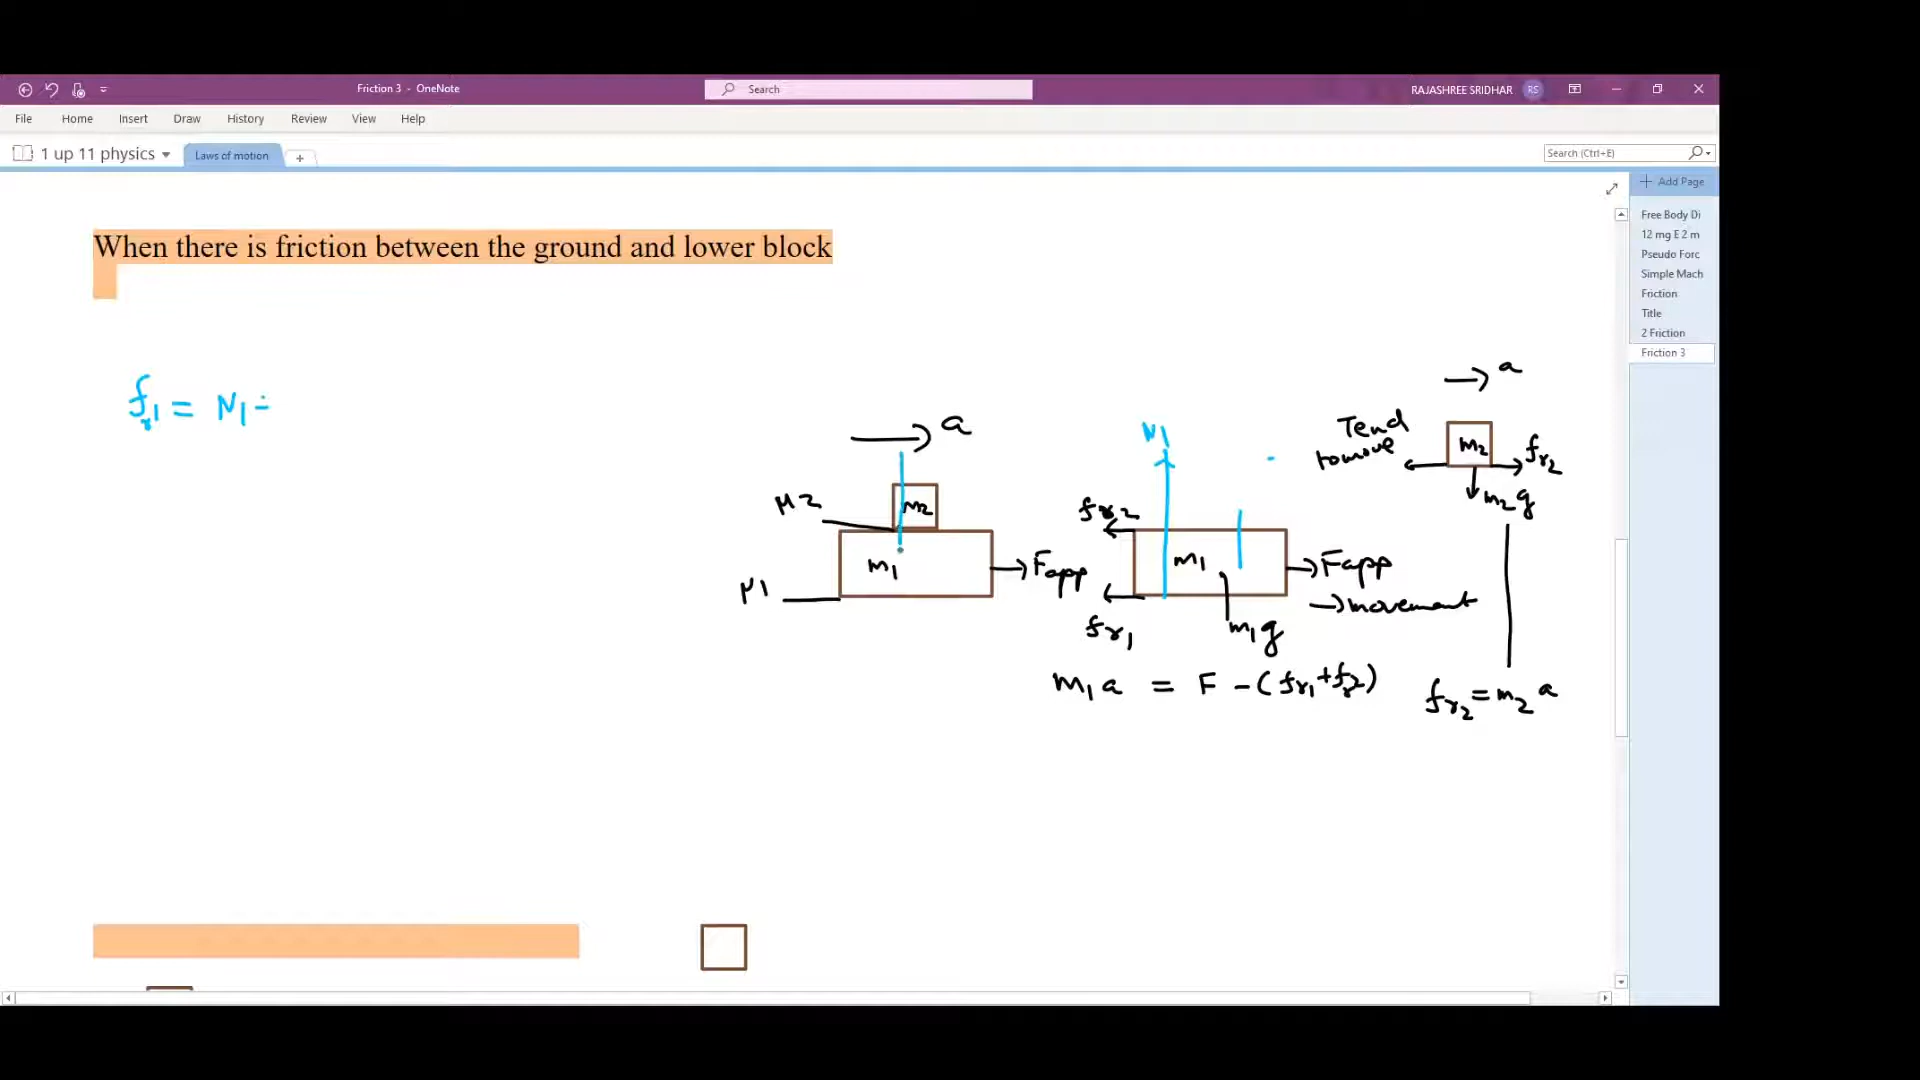 Friction 3 - OneNote
Search
RAJASHREE SRIDHAR RS
File Home Insert Draw History Review View Help
1 up 11 physics
Laws of motion
+
Search (Ctrl+E)
Add Page
Free Body Di
12 mg E 2 m
Pseudo Forc
Simple Mach
Friction
Title
2 Friction
Friction 3
When there is friction between the ground and lower block
fr1 = N1 =
a
μ2
m2
m1
Fapp
μ1
N1
fr2
m1
Fapp
movement
fr1
m1g
m1a = F - (fr1 + fr2)
a
Tend
to move
m2
fr2
m2g
fr2 = m2a